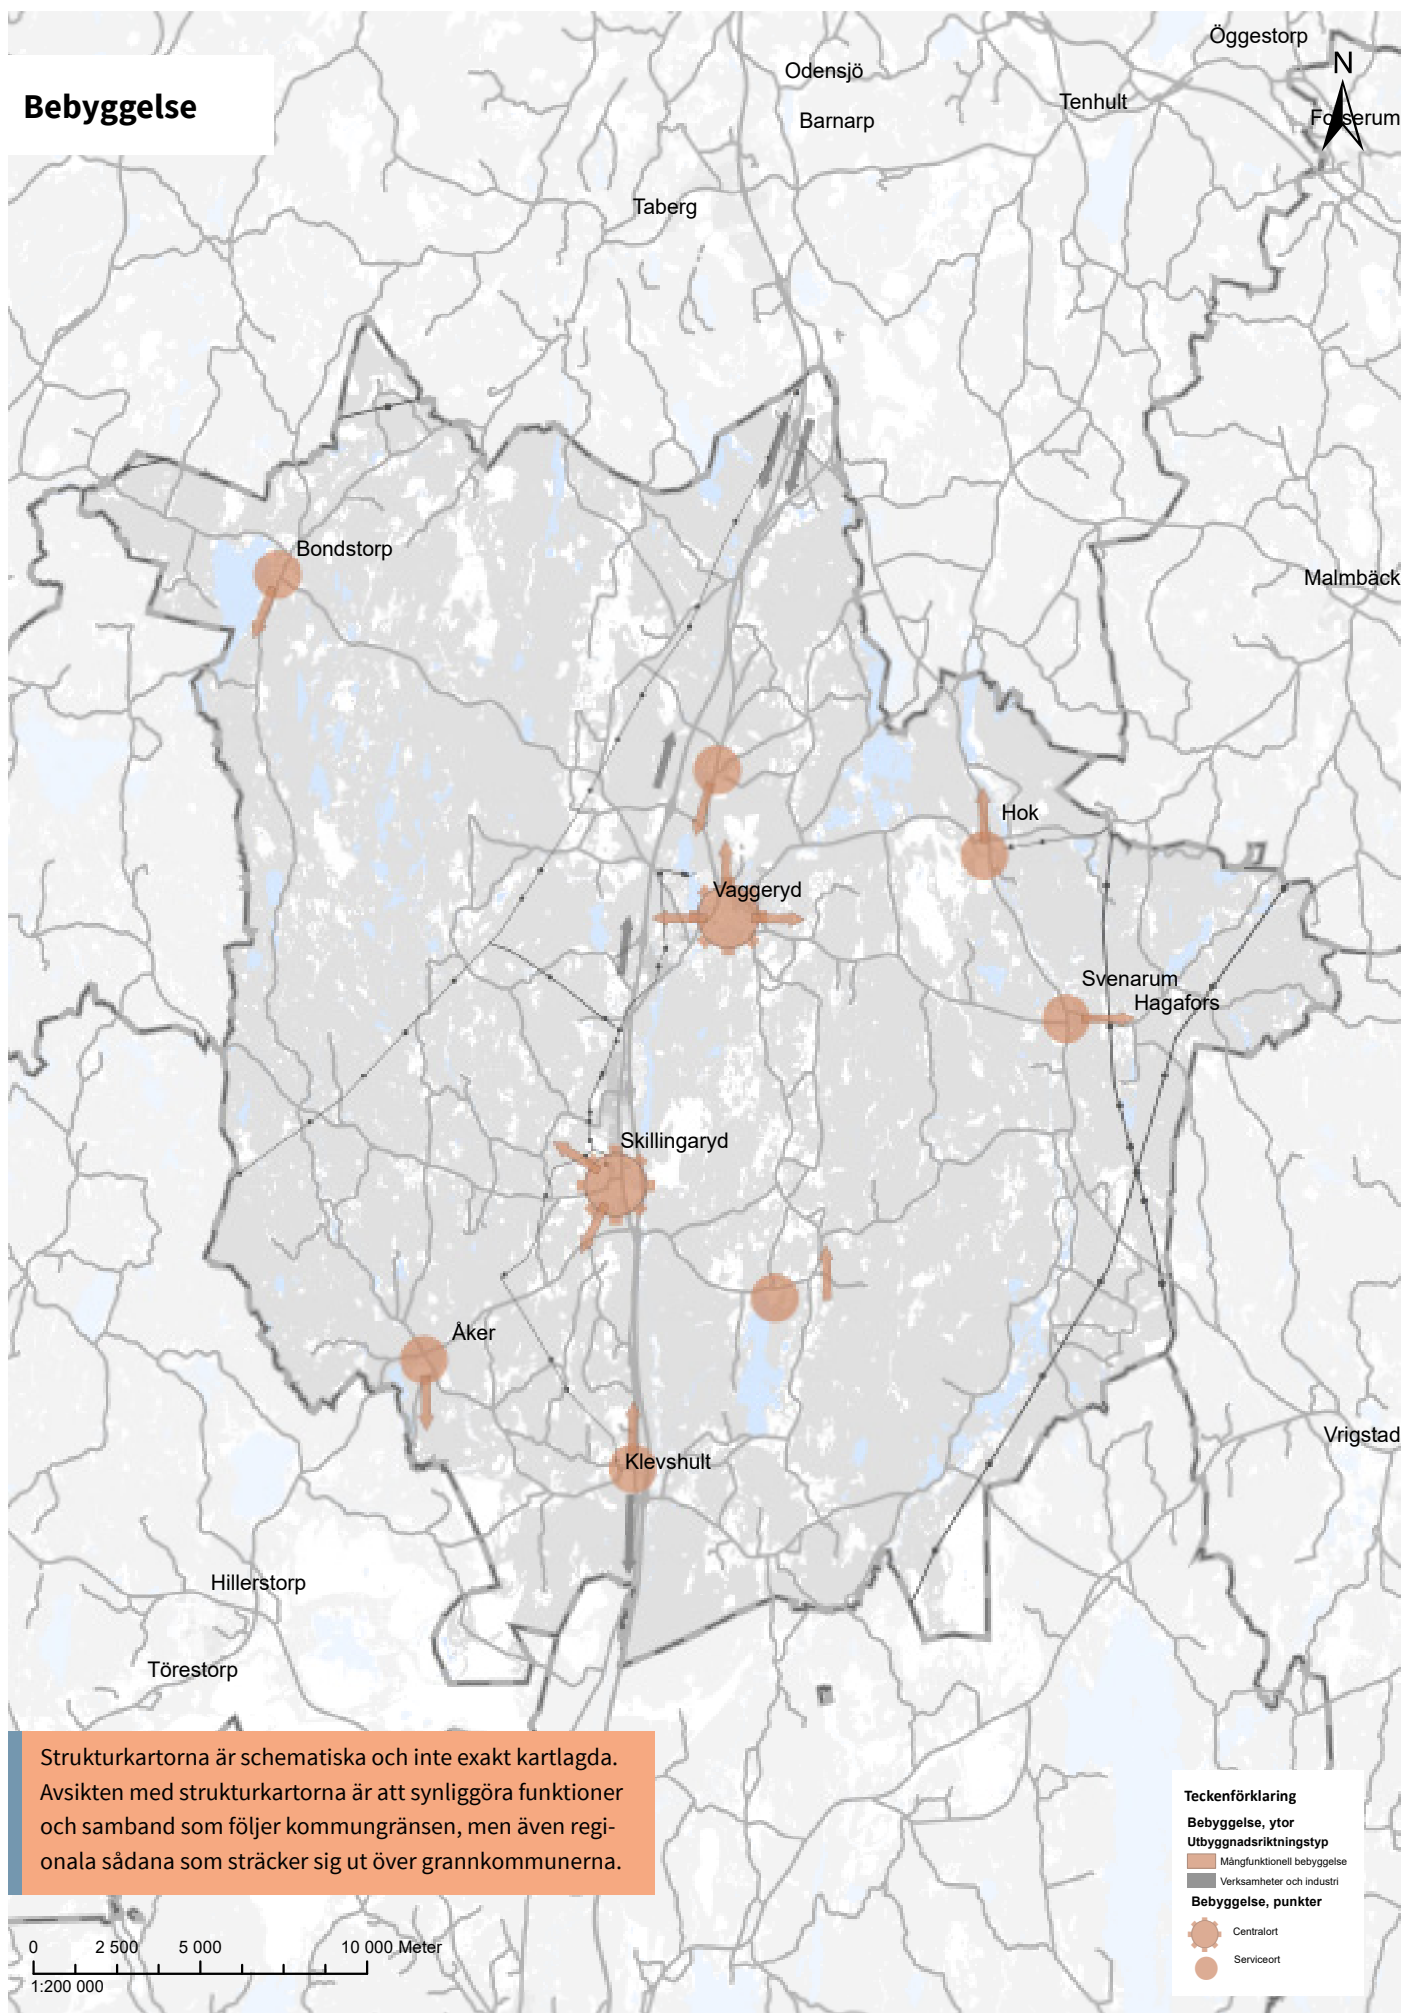 Bebyggelse
Öggestorp
N
Odensjö
Tenhult
Barnarp
Taberg
Bondstorp
Malmbäck
Hok
Vaggeryd
Svenarum
Hagafors
Skillingaryd
Åker
Klevshult
Vrigstad
Hillerstorp
Törestorp
Strukturkartorna är schematiska och inte exakt kartlagda.
Avsikten med strukturkartorna är att synliggöra funktioner
och samband som följer kommungränsen, men även regi-
onala sådana som sträcker sig ut över grannkommunerna.
Teckenförklaring
Bebyggelse, ytor
Utbyggnadsriktningstyp
Mångfunktionell bebyggelse
Verksamheter och industri
Bebyggelse, punkter
Centralort
Serviceort
0 2 500 5 000 10 000 Meter
1:200 000